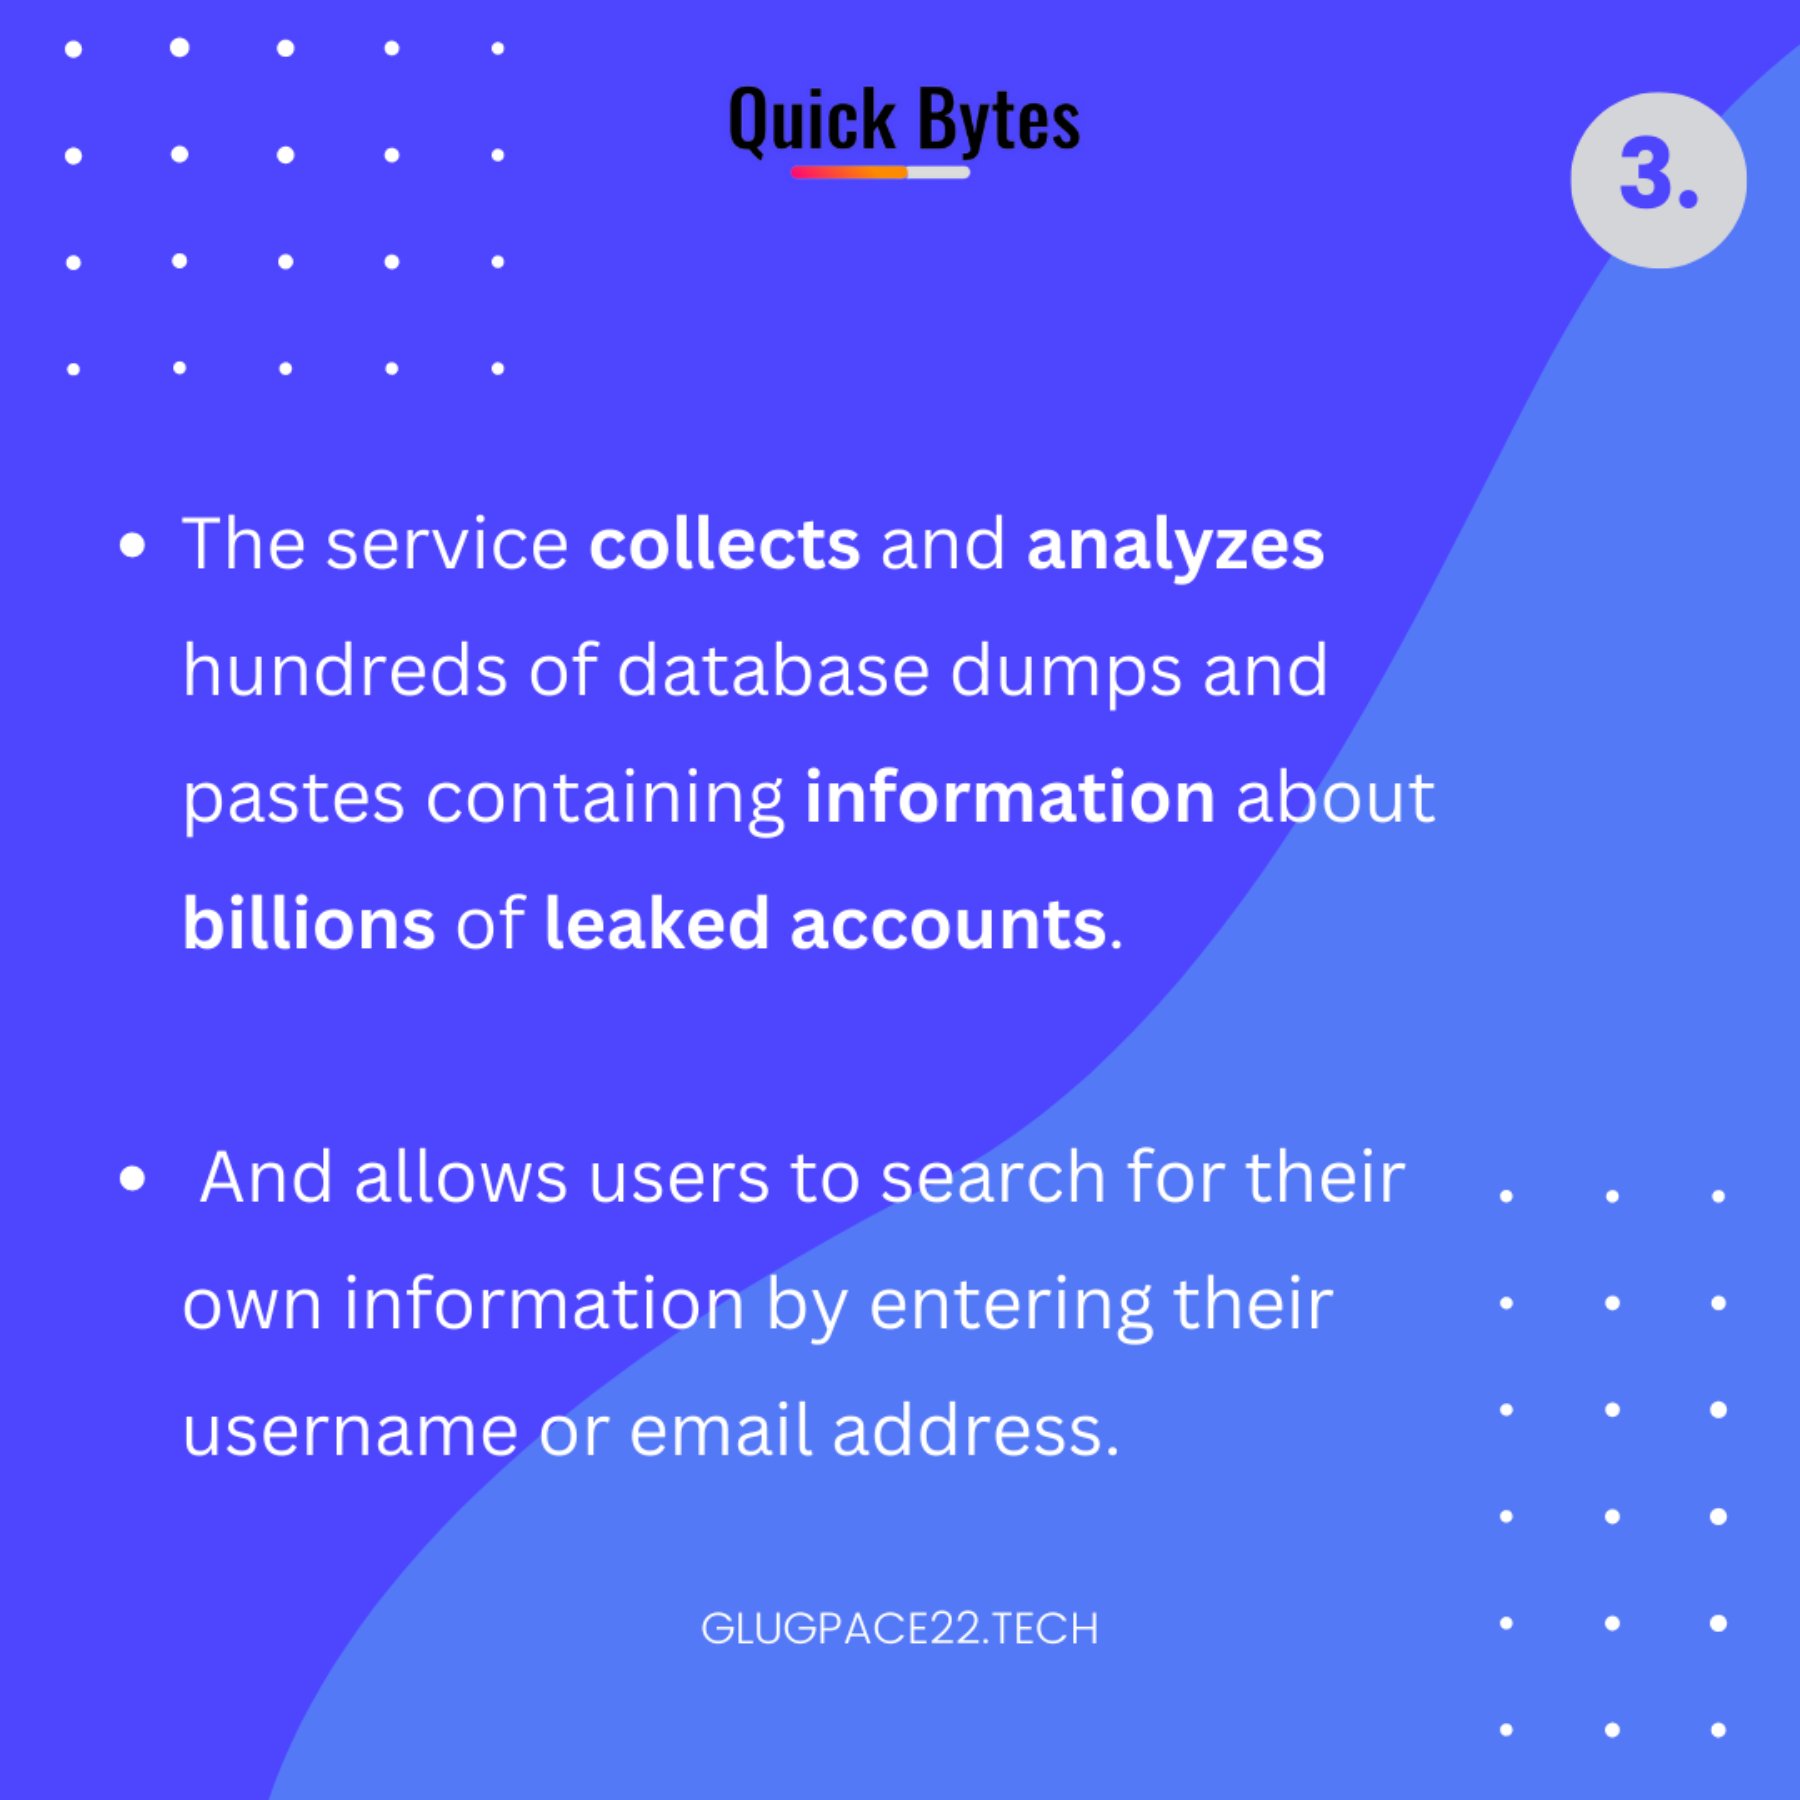 Quick Bytes
3.
• The service collects and analyzes
hundreds of database dumps and
pastes containing information about
billions of leaked accounts.
• And allows users to search for their
own information by entering their
username or email address.
GLUGPACE22.TECH